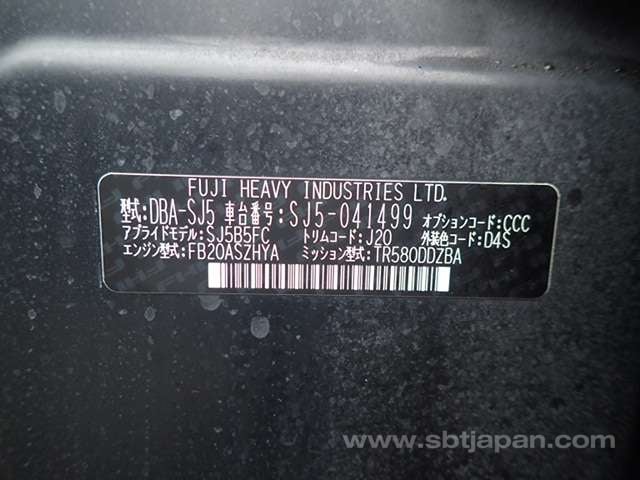 FUJI HEAVY INDUSTRIES LTD.
型式:DBA-SJ5 車台番号:SJ5-041499 オプションコード:CCC
アプライドモデル:SJ5B5FC トリムコード:J20 外装色コード:D4S
エンジン型式:FB20ASZHYA ミッション型式:TR580DDZBA
www.sbtjapan.com